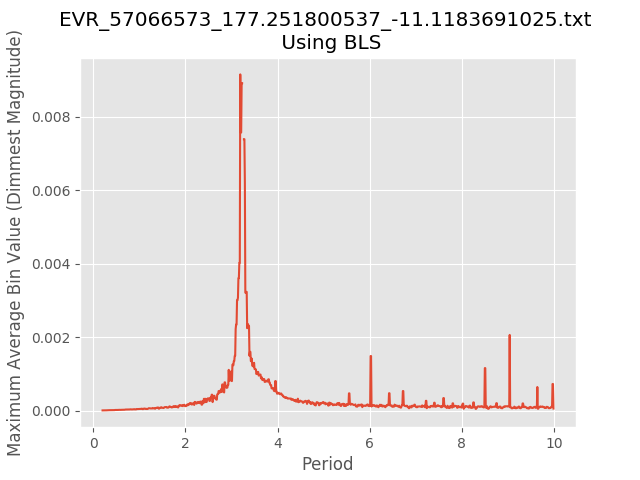 EVR_57066573_177.251800537_-11.1183691025.txt
Using BLS
Maximum Average Bin Value (Dimmest Magnitude)
0.008
0.006
0.004
0.002
0.000
0 2 4 6 8 10
Period